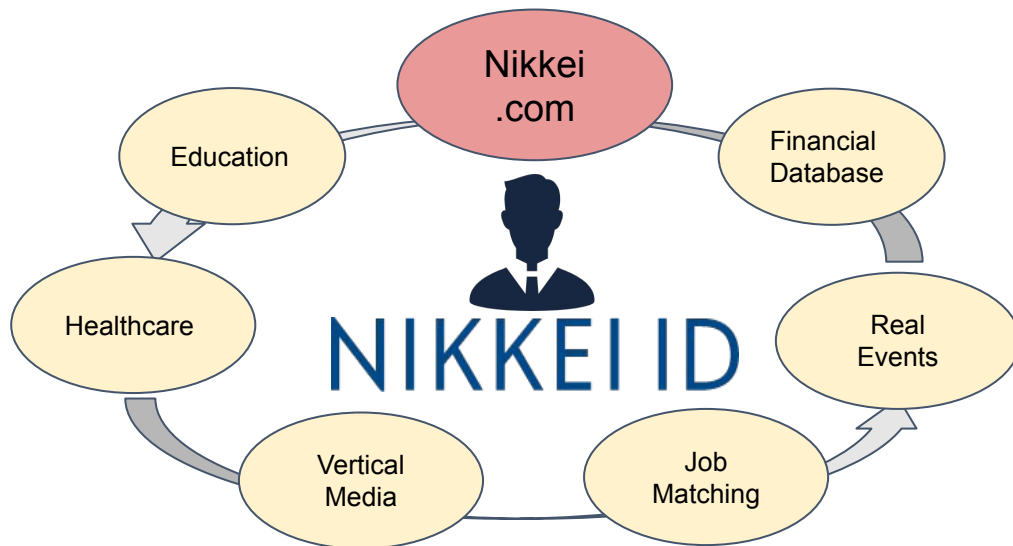 Nikkei
.com
Education
Financial
Database
Healthcare
NIKKEI ID
Real
Events
Vertical
Media
Job
Matching